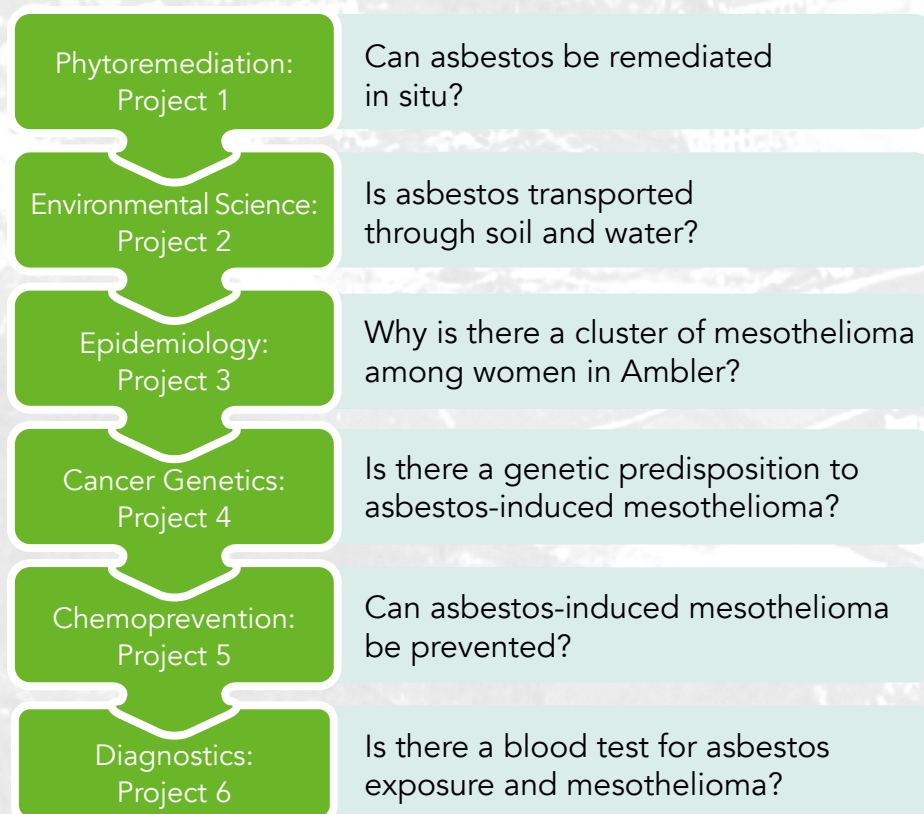 Phytoremediation:
Project 1
Can asbestos be remediated
in situ?
Environmental Science:
Project 2
Is asbestos transported
through soil and water?
Epidemiology:
Project 3
Why is there a cluster of mesothelioma
among women in Ambler?
Cancer Genetics:
Project 4
Is there a genetic predisposition to
asbestos-induced mesothelioma?
Chemoprevention:
Project 5
Can asbestos-induced mesothelioma
be prevented?
Diagnostics:
Project 6
Is there a blood test for asbestos
exposure and mesothelioma?